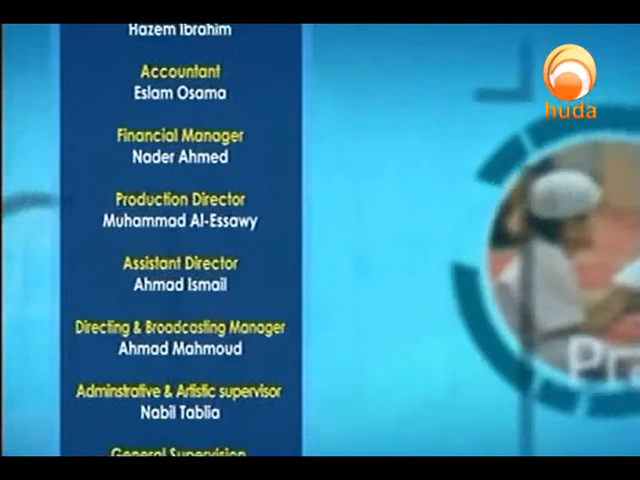 Hazem Ibrahim
Accountant
Eslam Osama
Financial Manager
Nader Ahmed
Production Director
Muhammad Al-Essawy
Assistant Director
Ahmad Ismail
Directing & Broadcasting Manager
Ahmad Mahmoud
Adminstrative & Artistic supervisor
Nabil Tablia
General Supervision
huda
Pr